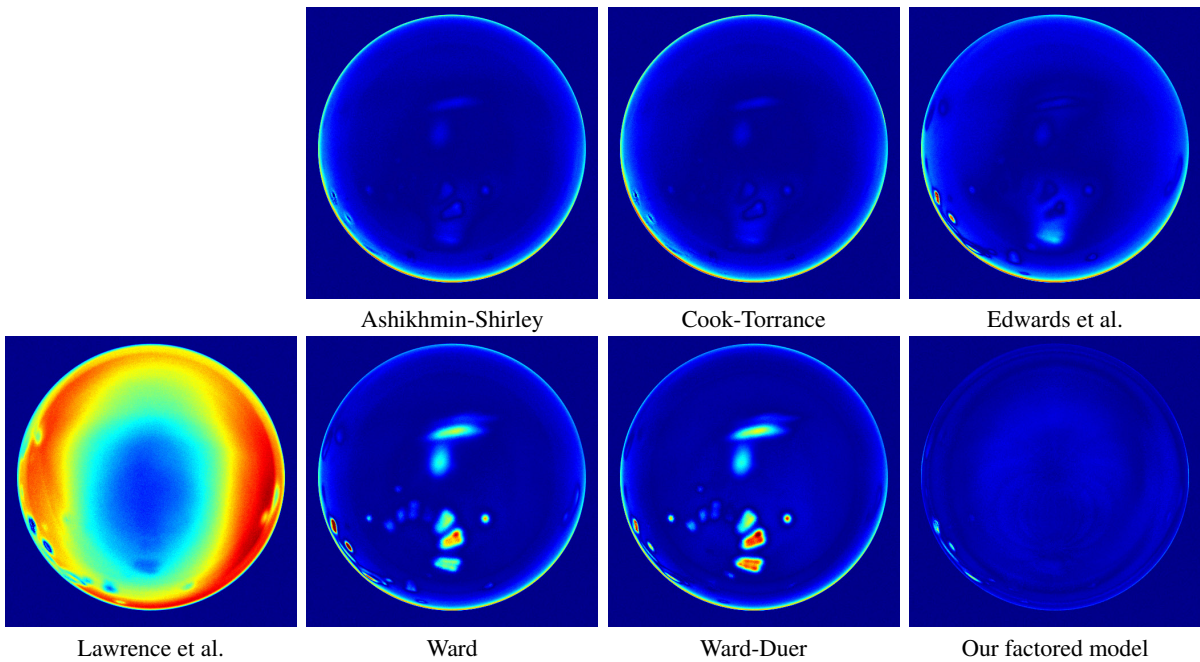 Ashikhmin-Shirley
Cook-Torrance
Edwards et al.
Lawrence et al.
Ward
Ward-Duer
Our factored model